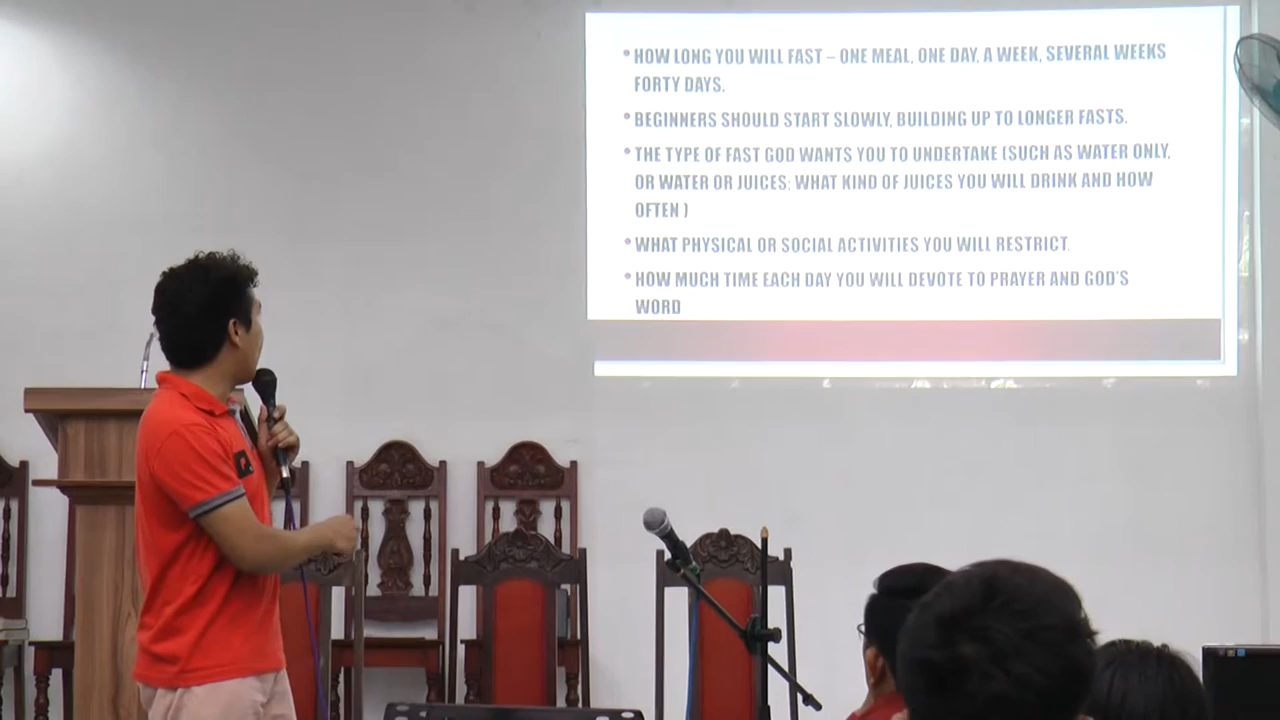 • HOW LONG YOU WILL FAST – ONE MEAL, ONE DAY, A WEEK, SEVERAL WEEKS
FORTY DAYS.
• BEGINNERS SHOULD START SLOWLY, BUILDING UP TO LONGER FASTS.
• THE TYPE OF FAST GOD WANTS YOU TO UNDERTAKE (SUCH AS WATER ONLY,
OR WATER OR JUICES; WHAT KIND OF JUICES YOU WILL DRINK AND HOW
OFTEN )
• WHAT PHYSICAL OR SOCIAL ACTIVITIES YOU WILL RESTRICT.
• HOW MUCH TIME EACH DAY YOU WILL DEVOTE TO PRAYER AND GOD'S
WORD